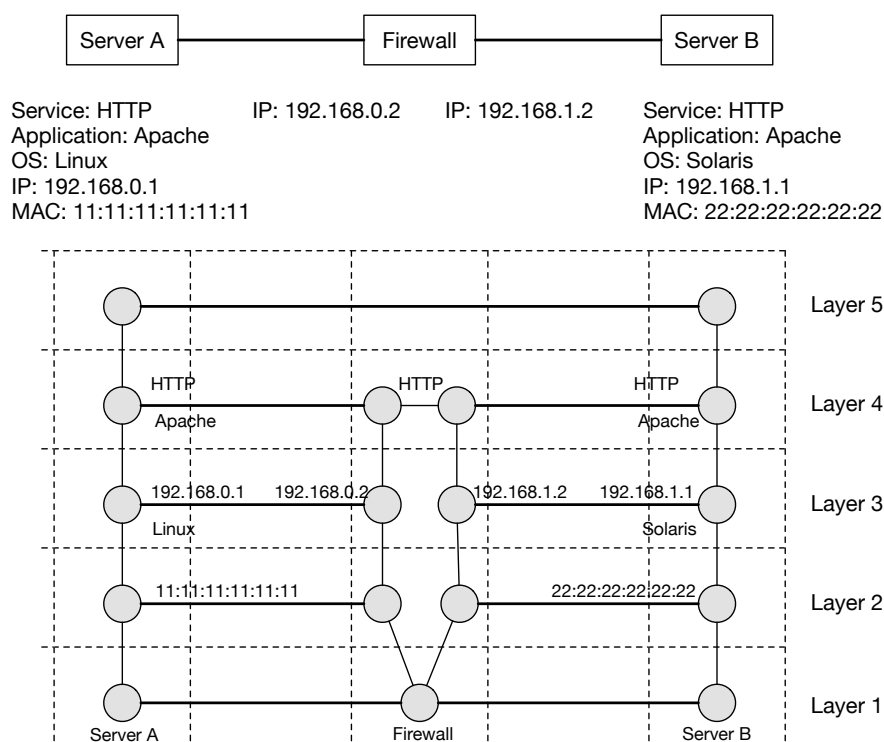 Server A
Firewall
Server B
Service: HTTP
Application: Apache
OS: Linux
IP: 192.168.0.1
MAC: 11:11:11:11:11:11
IP: 192.168.0.2
IP: 192.168.1.2
Service: HTTP
Application: Apache
OS: Solaris
IP: 192.168.1.1
MAC: 22:22:22:22:22:22
Layer 5
HTTP
HTTP
HTTP
Layer 4
Apache
Apache
192.168.0.1
192.168.0.2
192.168.1.2
192.168.1.1
Layer 3
Linux
Solaris
11:11:11:11:11:11
22:22:22:22:22:22
Layer 2
Layer 1
Server A
Firewall
Server B